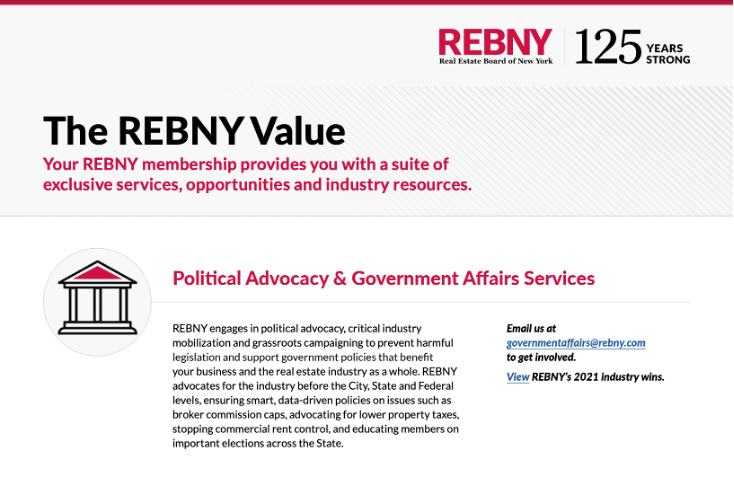 REBNY
Real Estate Board of New York
125 YEARS
STRONG
The REBNY Value
Your REBNY membership provides you with a suite of
exclusive services, opportunities and industry resources.
Political Advocacy & Government Affairs Services
REBNY engages in political advocacy, critical industry
mobilization and grassroots campaigning to prevent harmful
legislation and support government policies that benefit
your business and the real estate industry as a whole. REBNY
advocates for the industry before the City, State and Federal
levels, ensuring smart, data-driven policies on issues such as
broker commission caps, advocating for lower property taxes,
stopping commercial rent control, and educating members on
important elections across the State.
Email us at
governmentaffairs@rebny.com
to get involved.
View REBNY's 2021 industry wins.